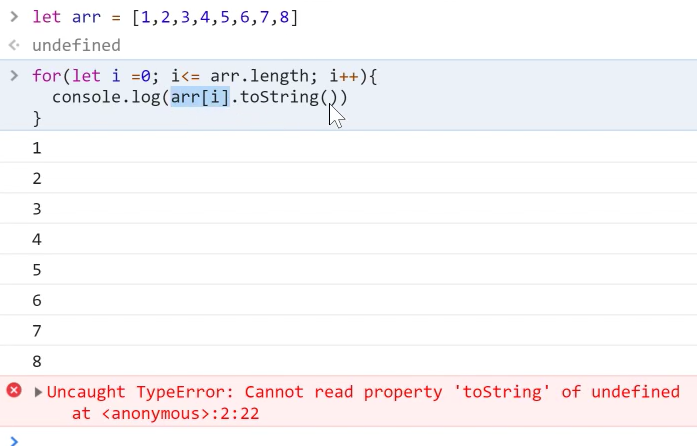 let arr = [1,2,3,4,5,6,7,8]
undefined
for(let i =0; i<= arr.length; i++){
console.log(arr[i].toString())
}
1
2
3
4
5
6
7
8
Uncaught TypeError: Cannot read property 'toString' of undefined
at <anonymous>:2:22